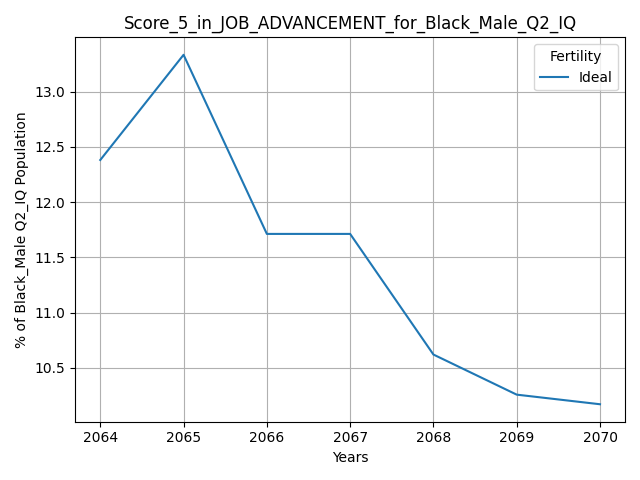 Score_5_in_JOB_ADVANCEMENT_for_Black_Male_Q2_IQ
Fertility
Ideal
% of Black_Male Q2_IQ Population
13.0
12.5
12.0
11.5
11.0
10.5
2064 2065 2066 2067 2068 2069 2070
Years